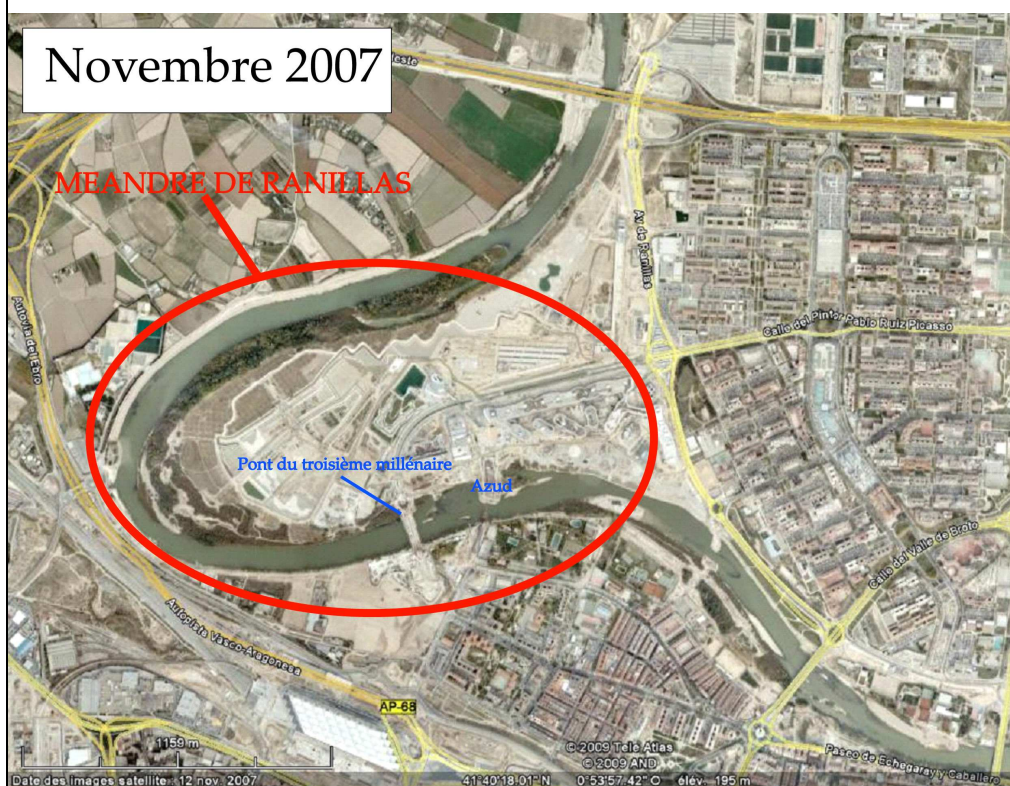 Novembre 2007
este
MEANDRE DE RANILLAS
Av de Ranillas
Autovía del Ebro
Calle del Pintor Pablo Ruiz Picasso
Pont du troisième millénaire
Azud
Calle del Valle de Broto
Autopista Vasco-Aragonesa
AP-68
1159 m
© 2009 Tele Atlas
© 2009 AND
Paseo de Echegaray y Caballero
Date des images satellite : 12 nov. 2007
41°40'18.01" N 0°53'57.42" O élév. 195 m